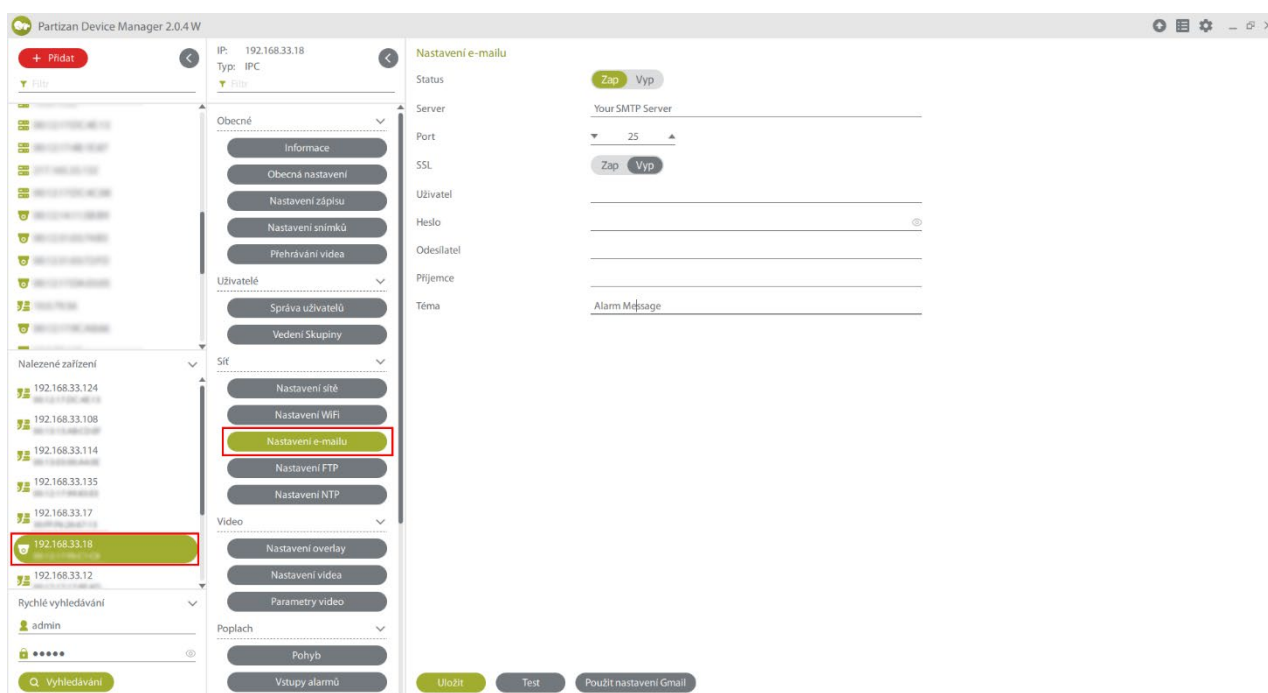 Partizan Device Manager 2.0.4 W
+ Přidat
Filtr
Nalezené zařízení
192.168.33.124
192.168.33.108
192.168.33.114
192.168.33.135
192.168.33.17
192.168.33.18
192.168.33.12
Rychlé vyhledávání
admin
Vyhledávání
IP: 192.168.33.18
Typ: IPC
Filtr
Obecné
Informace
Obecná nastavení
Nastavení zápisu
Nastavení snímků
Přehrávání videa
Uživatelé
Správa uživatelů
Vedení Skupiny
Síť
Nastavení sítě
Nastavení WiFi
Nastavení e-mailu
Nastavení FTP
Nastavení NTP
Video
Nastavení overlay
Nastavení videa
Parametry video
Poplach
Pohyb
Vstupy alarmů
Nastavení e-mailu
Status Zap Vyp
Server Your SMTP Server
Port 25
SSL Zap Vyp
Uživatel
Heslo
Odesílatel
Příjemce
Téma Alarm Message
Uložit Test Použít nastavení Gmail